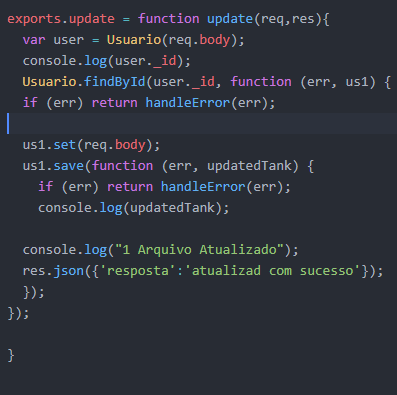 exports.update = function update(req,res){
var user = Usuario(req.body);
console.log(user._id);
Usuario.findById(user._id, function (err, us1) {
if (err) return handleError(err);
us1.set(req.body);
us1.save(function (err, updatedTank) {
if (err) return handleError(err);
console.log(updatedTank);
console.log("1 Arquivo Atualizado");
res.json({'resposta':'atualizad com sucesso'});
});
});
}